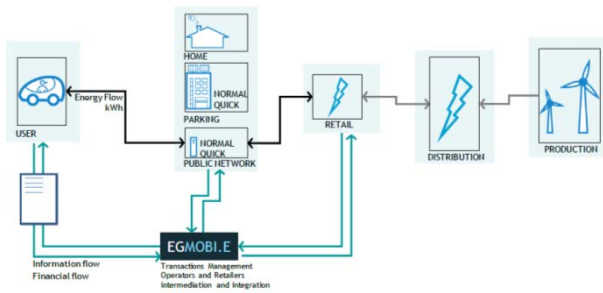 HOME
NORMAL
QUICK
PARKING
Energy Flow
kWh
USER
NORMAL
QUICK
PUBLIC NETWORK
RETAIL
DISTRIBUTION
PRODUCTION
EGMOBI.E
Information flow
Financial flow
Transactions Management
Operators and Retailers
Intermediation and integration